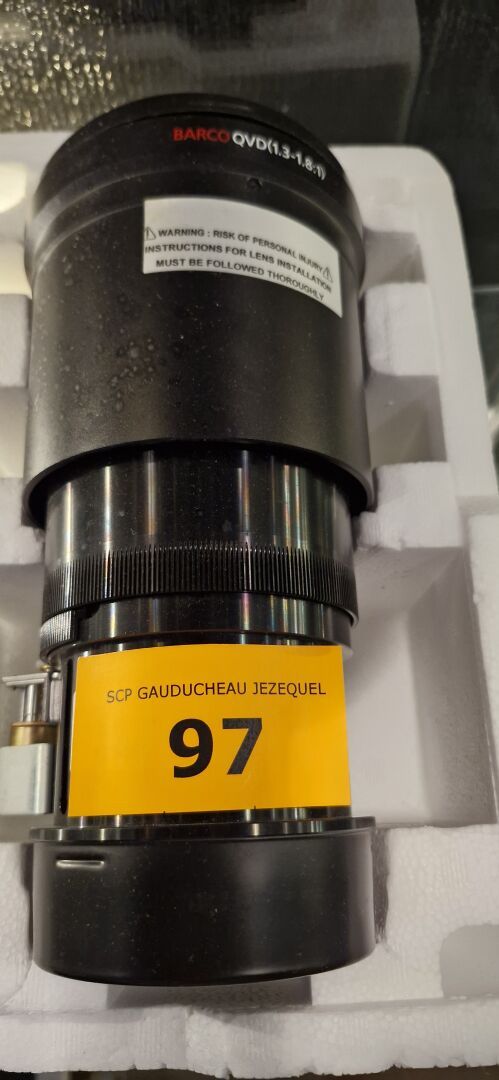 BARCO QVD(1.3-1.8:1)
⚠ WARNING : RISK OF PERSONAL INJURY ⚠
INSTRUCTIONS FOR LENS INSTALLATION
MUST BE FOLLOWED THOROUGHLY
SCP GAUDUCHEAU JEZEQUEL
97